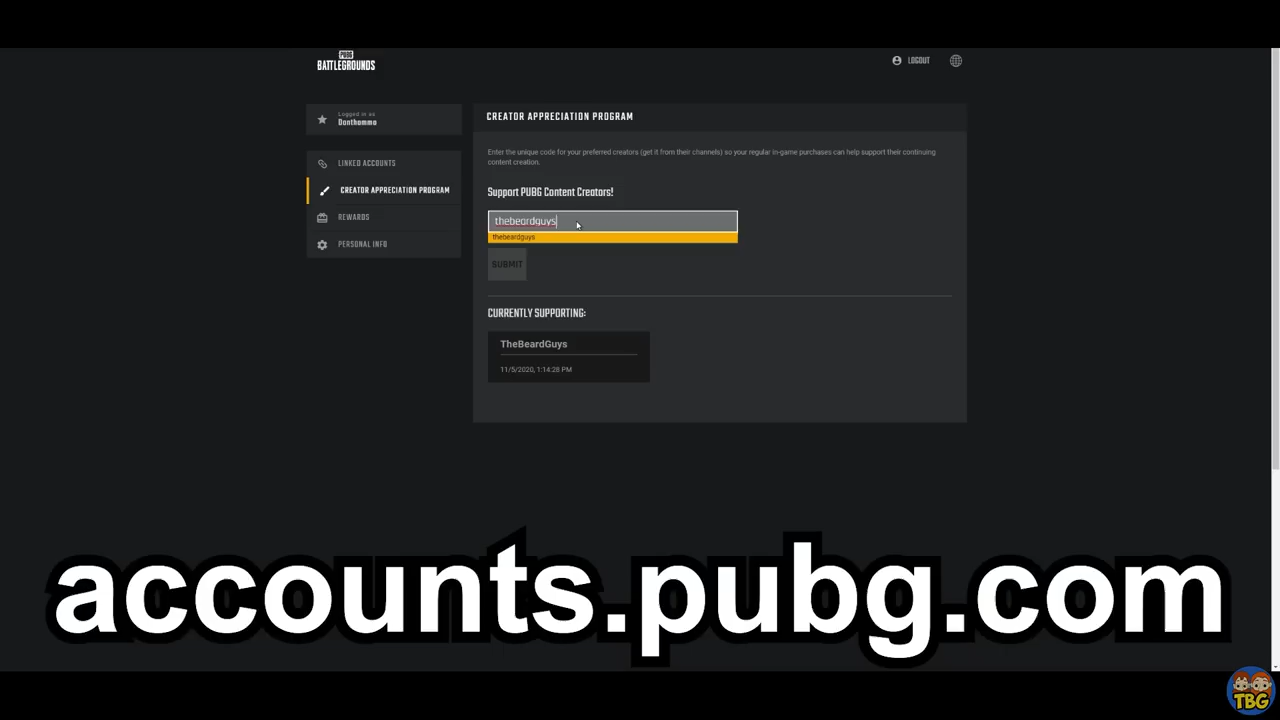 PUBG
BATTLEGROUNDS
LOGOUT
Logged in as
Danthammo
LINKED ACCOUNTS
CREATOR APPRECIATION PROGRAM
REWARDS
PERSONAL INFO
CREATOR APPRECIATION PROGRAM
Enter the unique code for your preferred creators (get it from their channels) so your regular in-game purchases can help support their continuing
content creation.
Support PUBG Content Creators!
thebeardguys
thebeardguys
SUBMIT
CURRENTLY SUPPORTING:
TheBeardGuys
11/5/2020, 1:14:28 PM
accounts.pubg.com
TBG